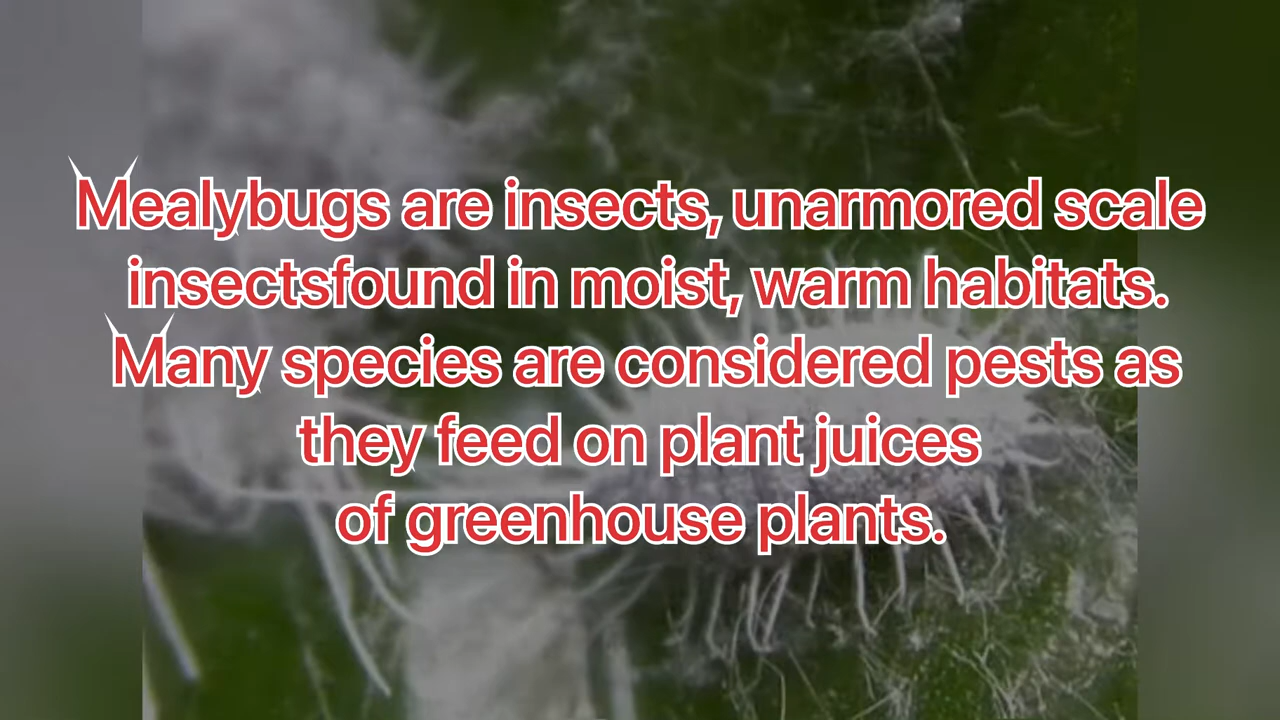 Mealybugs are insects, unarmored scale
insectsfound in moist, warm habitats.
Many species are considered pests as
they feed on plant juices
of greenhouse plants.